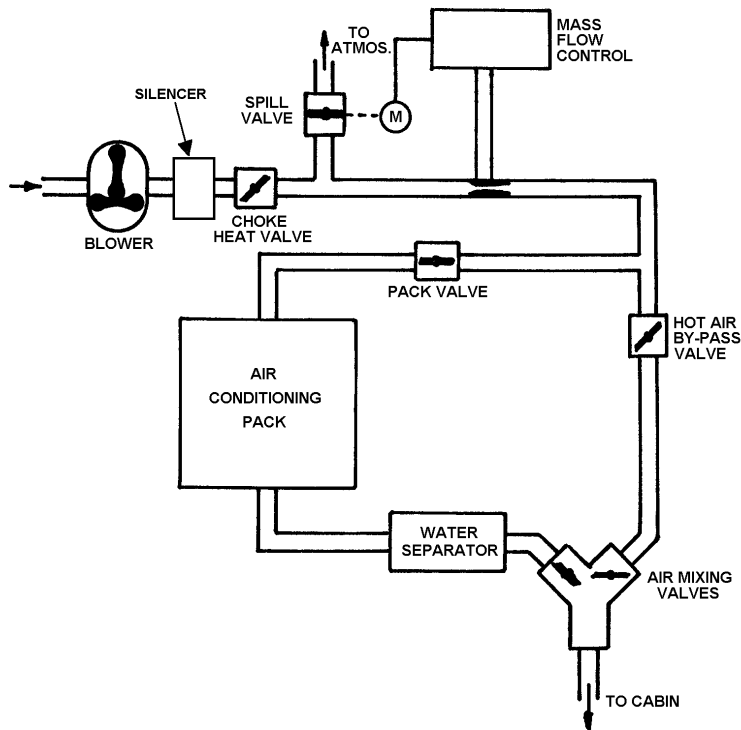 TO
ATMOS.
MASS
FLOW
CONTROL
SILENCER
SPILL
VALVE
M
BLOWER
CHOKE
HEAT VALVE
PACK VALVE
HOT AIR
BY-PASS
VALVE
AIR
CONDITIONING
PACK
WATER
SEPARATOR
AIR MIXING
VALVES
TO CABIN